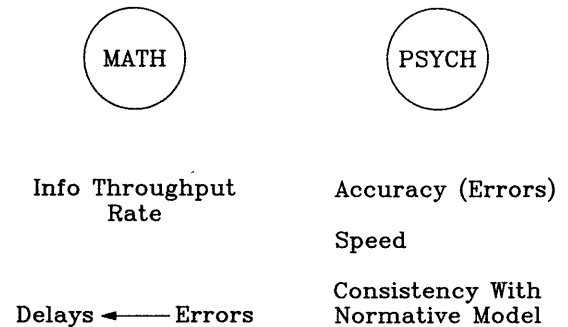 MATH
PSYCH
Info Throughput
Rate
Accuracy (Errors)
Speed
Consistency With
Normative Model
Delays ← Errors